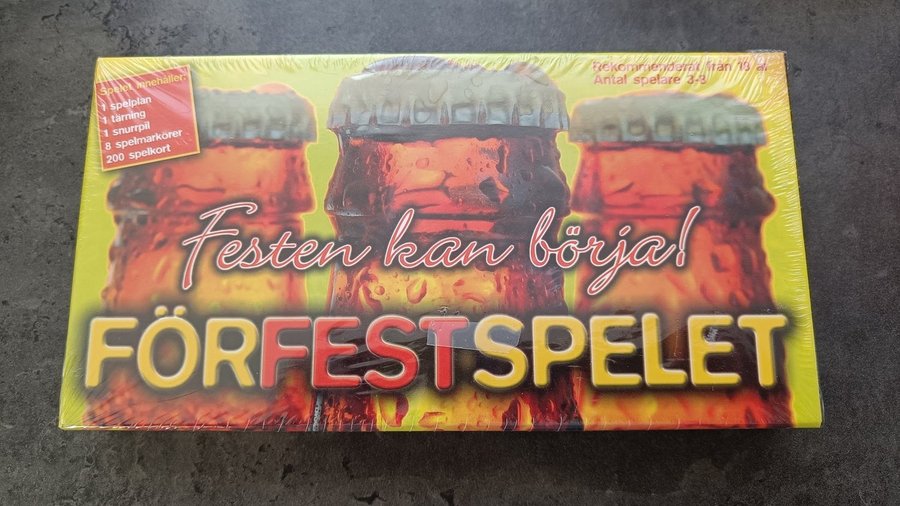 Spelet innehåller:
1 spelplan
1 tärning
1 snurrpil
8 spelmarkörer
200 spelkort
Rekommenderat från 18 år
Antal spelare 3-8
Festen kan börja!
FÖRFESTSPELET